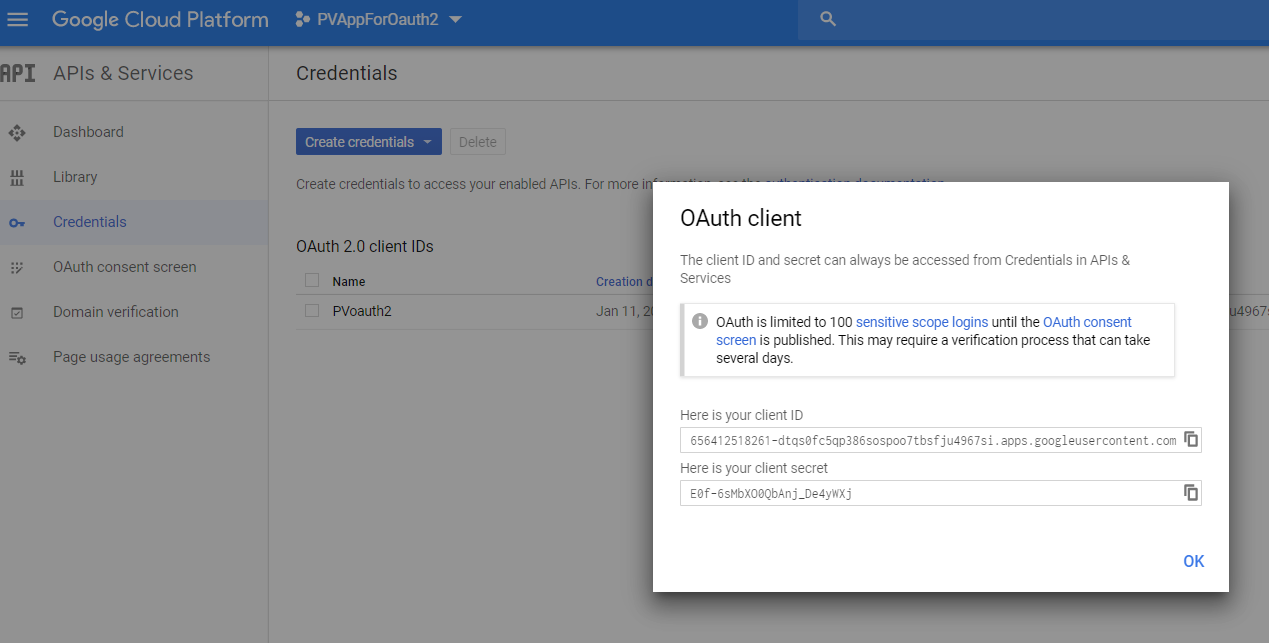 Google Cloud Platform
PVAppForOauth2
API
APIs & Services
Credentials
Dashboard
Library
Credentials
OAuth consent screen
Domain verification
Page usage agreements
Create credentials
Delete
Create credentials to access your enabled APIs. For more information, see the authentication documentation.
OAuth 2.0 client IDs
Name
Creation d
PVoauth2
Jan 11, 20
u4967s
OAuth client
The client ID and secret can always be accessed from Credentials in APIs &
Services
OAuth is limited to 100 sensitive scope logins until the OAuth consent
screen is published. This may require a verification process that can take
several days.
Here is your client ID
656412518261-dtqs0fc5qp386sospoo7tbsfju4967si.apps.googleusercontent.com
Here is your client secret
E0f-6sMbXO0QbAnj_De4yWXj
OK